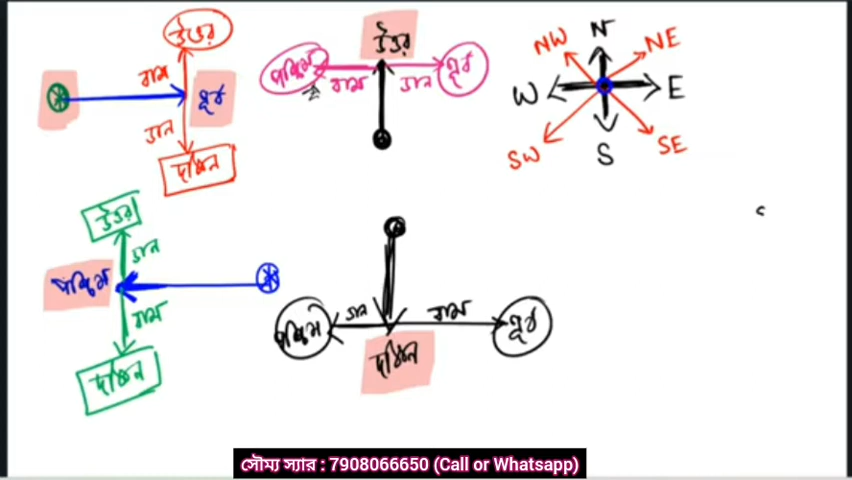 উত্তর
বাম
পূর্ব
ডান
দক্ষিন
উত্তর
পশ্চিম
বাম
ডান
পূর্ব
N
NW
NE
W
E
SW
S
SE
উত্তর
ডান
পশ্চিম
বাম
দক্ষিন
পশ্চিম
ডান
বাম
পূর্ব
দক্ষিন
সৌম্য স্যার : 7908066650 (Call or Whatsapp)